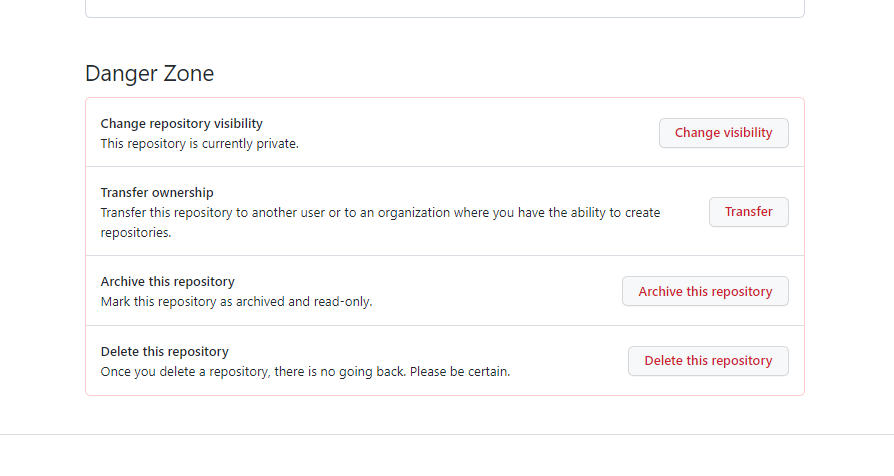 Danger Zone
Change repository visibility
This repository is currently private.
Change visibility
Transfer ownership
Transfer this repository to another user or to an organization where you have the ability to create
repositories.
Transfer
Archive this repository
Mark this repository as archived and read-only.
Archive this repository
Delete this repository
Once you delete a repository, there is no going back. Please be certain.
Delete this repository